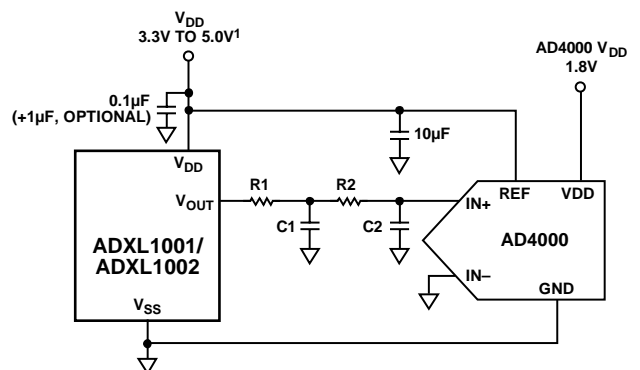 VDD
3.3V TO 5.0V1
AD4000 VDD
1.8V
0.1µF
(+1µF, OPTIONAL)
10µF
VDD
REF
VDD
VOUT
R1
R2
IN+
C1
C2
ADXL1001/
ADXL1002
AD4000
IN–
VSS
GND